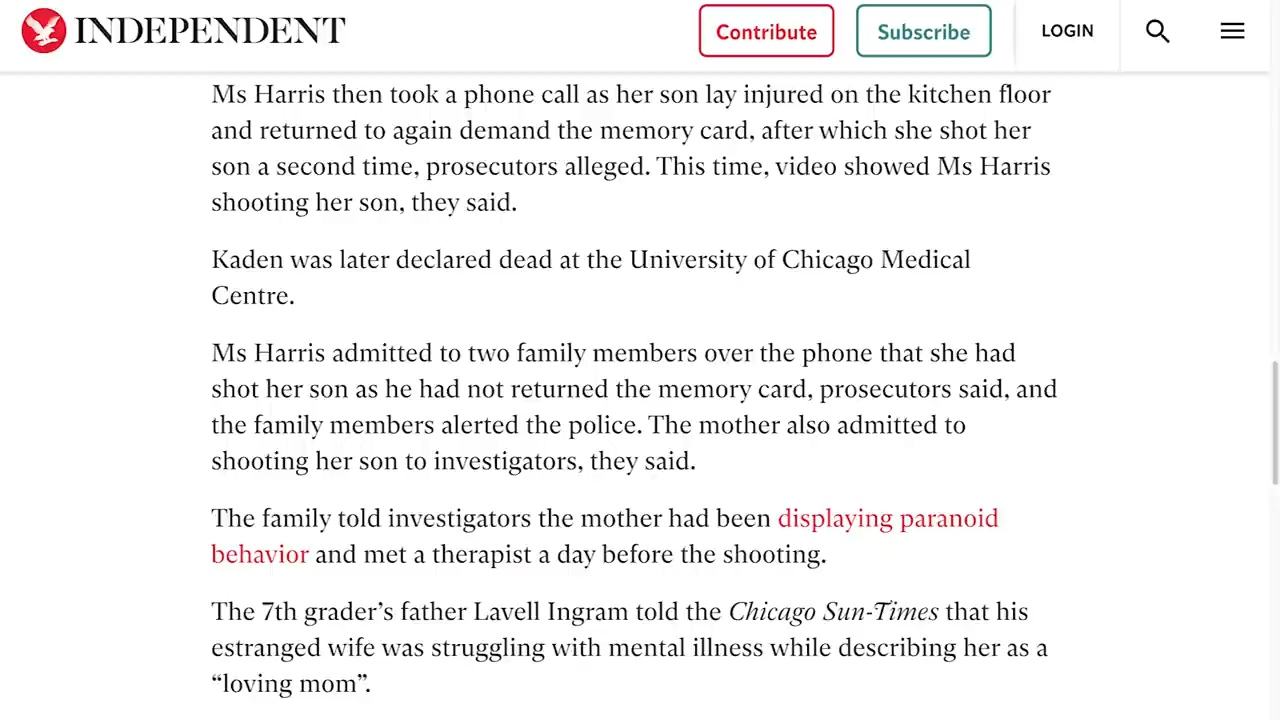 INDEPENDENT
Contribute
Subscribe
LOGIN
Ms Harris then took a phone call as her son lay injured on the kitchen floor
and returned to again demand the memory card, after which she shot her
son a second time, prosecutors alleged. This time, video showed Ms Harris
shooting her son, they said.
Kaden was later declared dead at the University of Chicago Medical
Centre.
Ms Harris admitted to two family members over the phone that she had
shot her son as he had not returned the memory card, prosecutors said, and
the family members alerted the police. The mother also admitted to
shooting her son to investigators, they said.
The family told investigators the mother had been displaying paranoid
behavior and met a therapist a day before the shooting.
The 7th grader’s father Lavell Ingram told the Chicago Sun-Times that his
estranged wife was struggling with mental illness while describing her as a
“loving mom”.